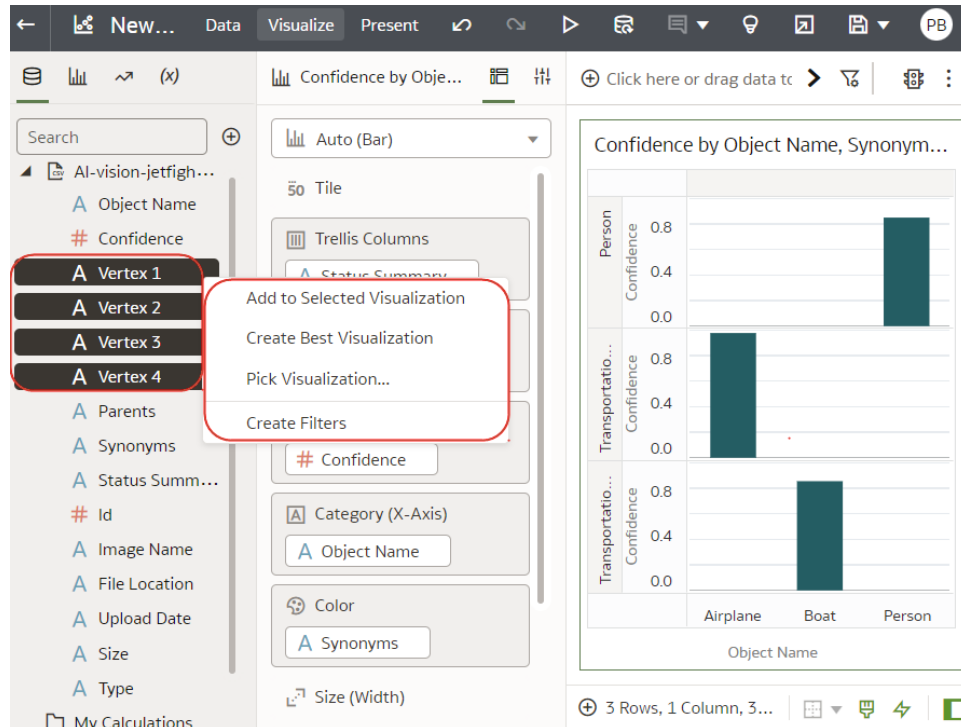 New...
Data
Visualize
Present
PB
(x)
Confidence by Obje...
Click here or drag data tc
Search
AI-vision-jetfigh...
A Object Name
# Confidence
A Vertex 1
A Vertex 2
A Vertex 3
A Vertex 4
A Parents
A Synonyms
A Status Summ...
# Id
A Image Name
A File Location
A Upload Date
A Size
A Type
My Calculations
Auto (Bar)
50 Tile
Trellis Columns
A Status Summary
Add to Selected Visualization
Create Best Visualization
Pick Visualization...
Create Filters
# Confidence
A Category (X-Axis)
A Object Name
Color
A Synonyms
Size (Width)
Confidence by Object Name, Synonym...
Person
Confidence
0.8
0.4
0.0
Transportatio...
Confidence
0.8
0.4
0.0
Transportatio...
Confidence
0.8
0.4
0.0
Airplane
Boat
Person
Object Name
3 Rows, 1 Column, 3...